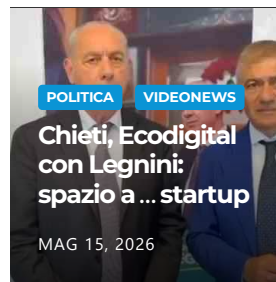 POLITICA VIDEONEWS
Chieti, Ecodigital
con Legnini:
spazio a ... startup
MAG 15, 2026